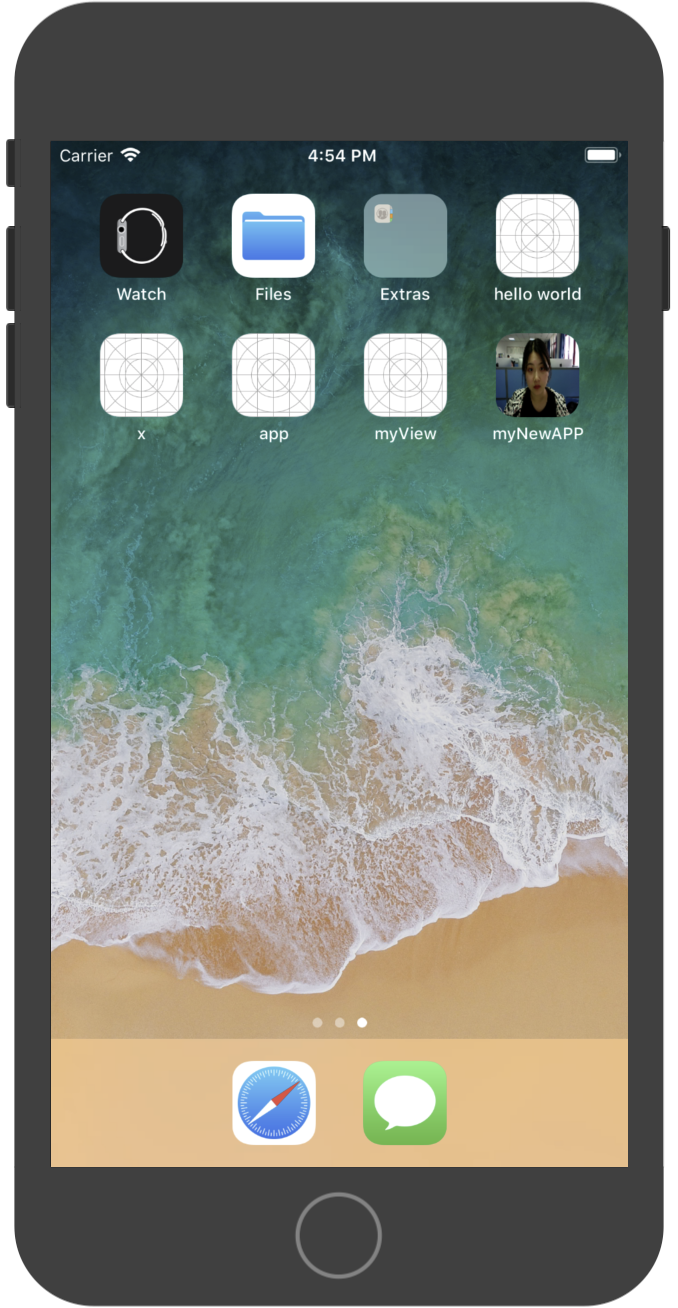 Carrier 4:54 PM
Watch Files Extras hello world
x app myView myNewAPP